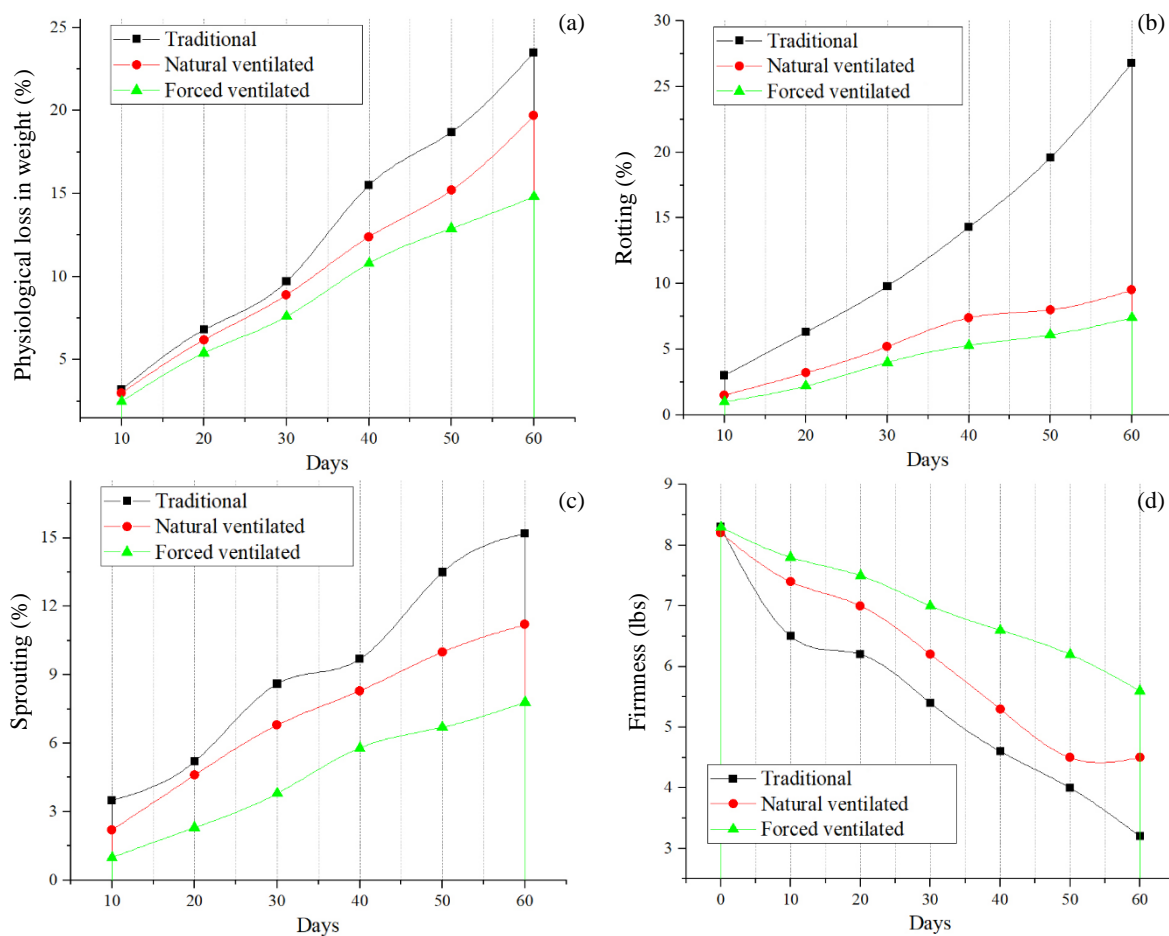 (a)
Traditional
Natural ventilated
Forced ventilated
Physiological loss in weight (%)
25
20
15
10
5
10 20 30 40 50 60
Days
(b)
Traditional
Natural ventilated
Forced ventilated
Rotting (%)
30
25
20
15
10
5
0
10 20 30 40 50 60
Days
(c)
Traditional
Natural ventilated
Forced ventilated
Sprouting (%)
15
12
9
6
3
0
10 20 30 40 50 60
Days
(d)
Firmness (lbs)
9
8
7
6
5
4
3
Traditional
Natural ventilated
Forced ventilated
0 10 20 30 40 50 60
Days